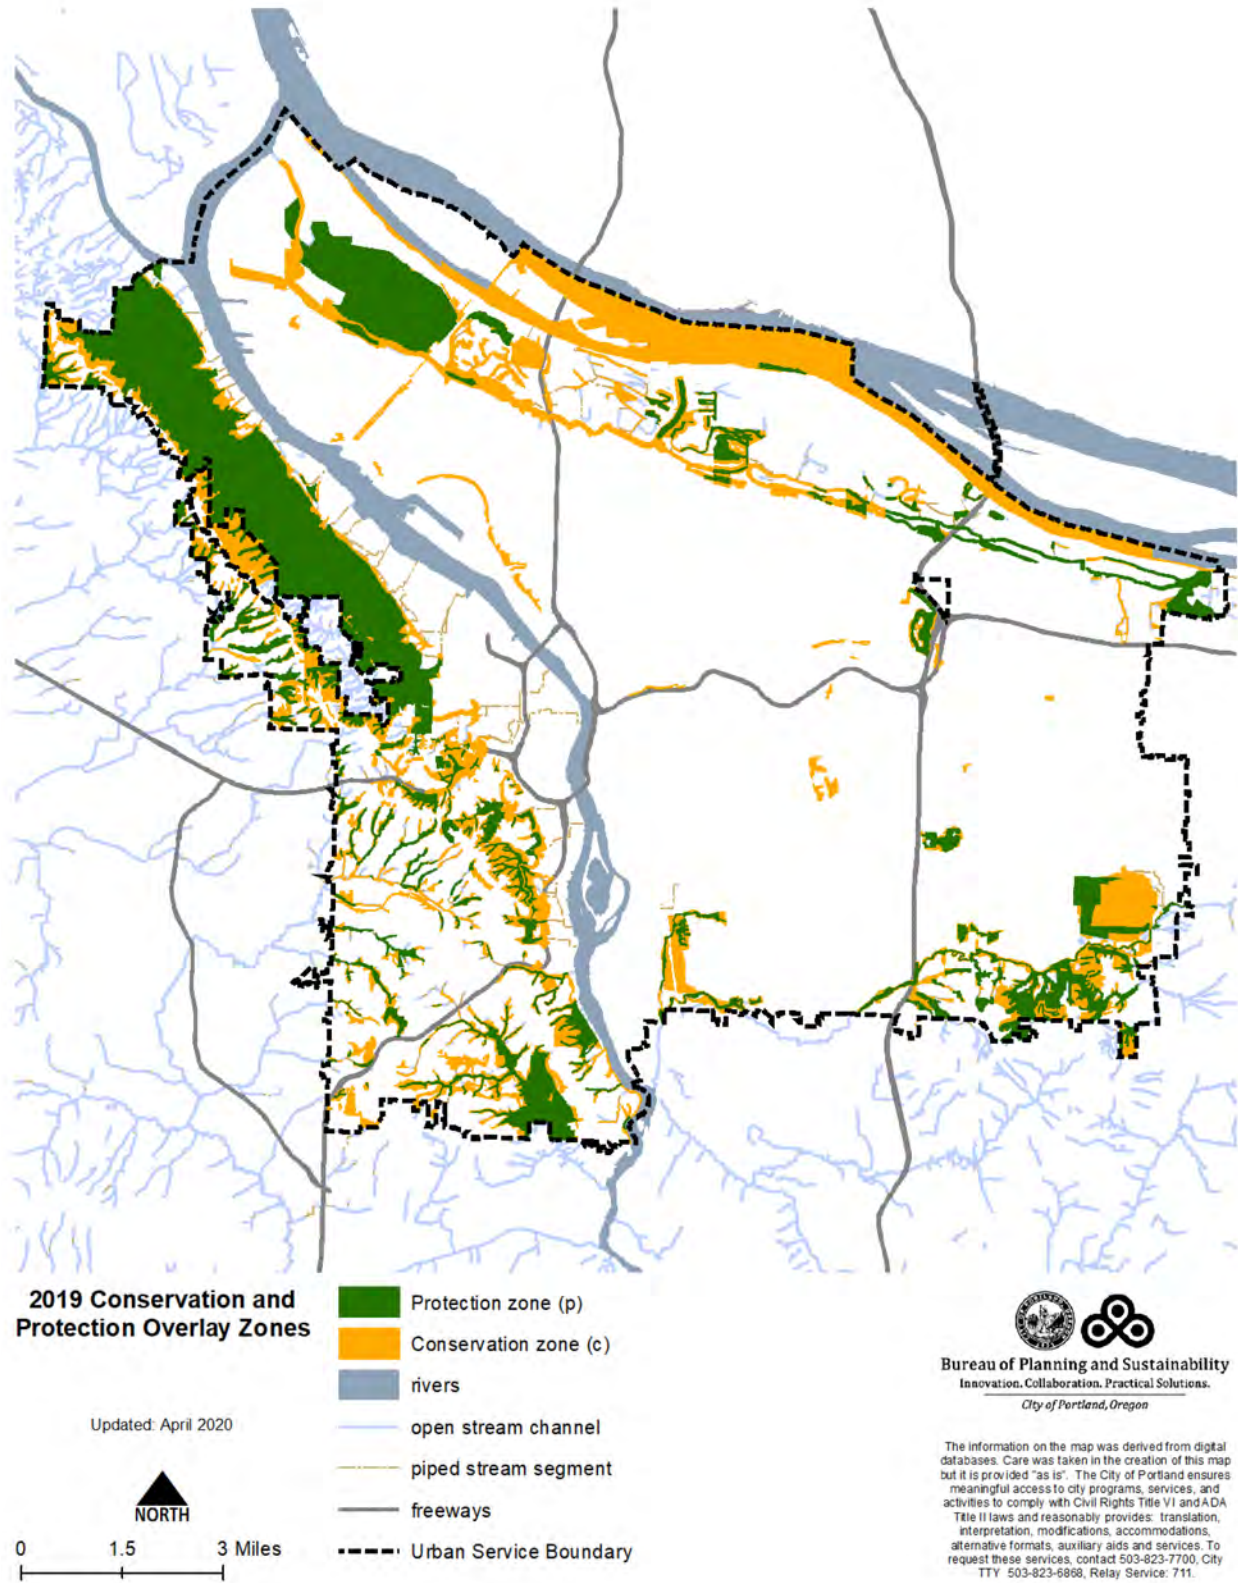 2019 Conservation and
Protection Overlay Zones
Updated: April 2020
NORTH
0 1.5 3 Miles
Protection zone (p)
Conservation zone (c)
rivers
open stream channel
piped stream segment
freeways
Urban Service Boundary
Bureau of Planning and Sustainability
Innovation. Collaboration. Practical Solutions.
City of Portland, Oregon
The information on the map was derived from digital
databases. Care was taken in the creation of this map
but it is provided "as is". The City of Portland ensures
meaningful access to city programs, services, and
activities to comply with Civil Rights Title VI and ADA
Title II laws and reasonably provides: translation,
interpretation, modifications, accommodations,
alternative formats, auxiliary aids and services. To
request these services, contact 503-823-7700, City
TTY 503-823-6868, Relay Service: 711.